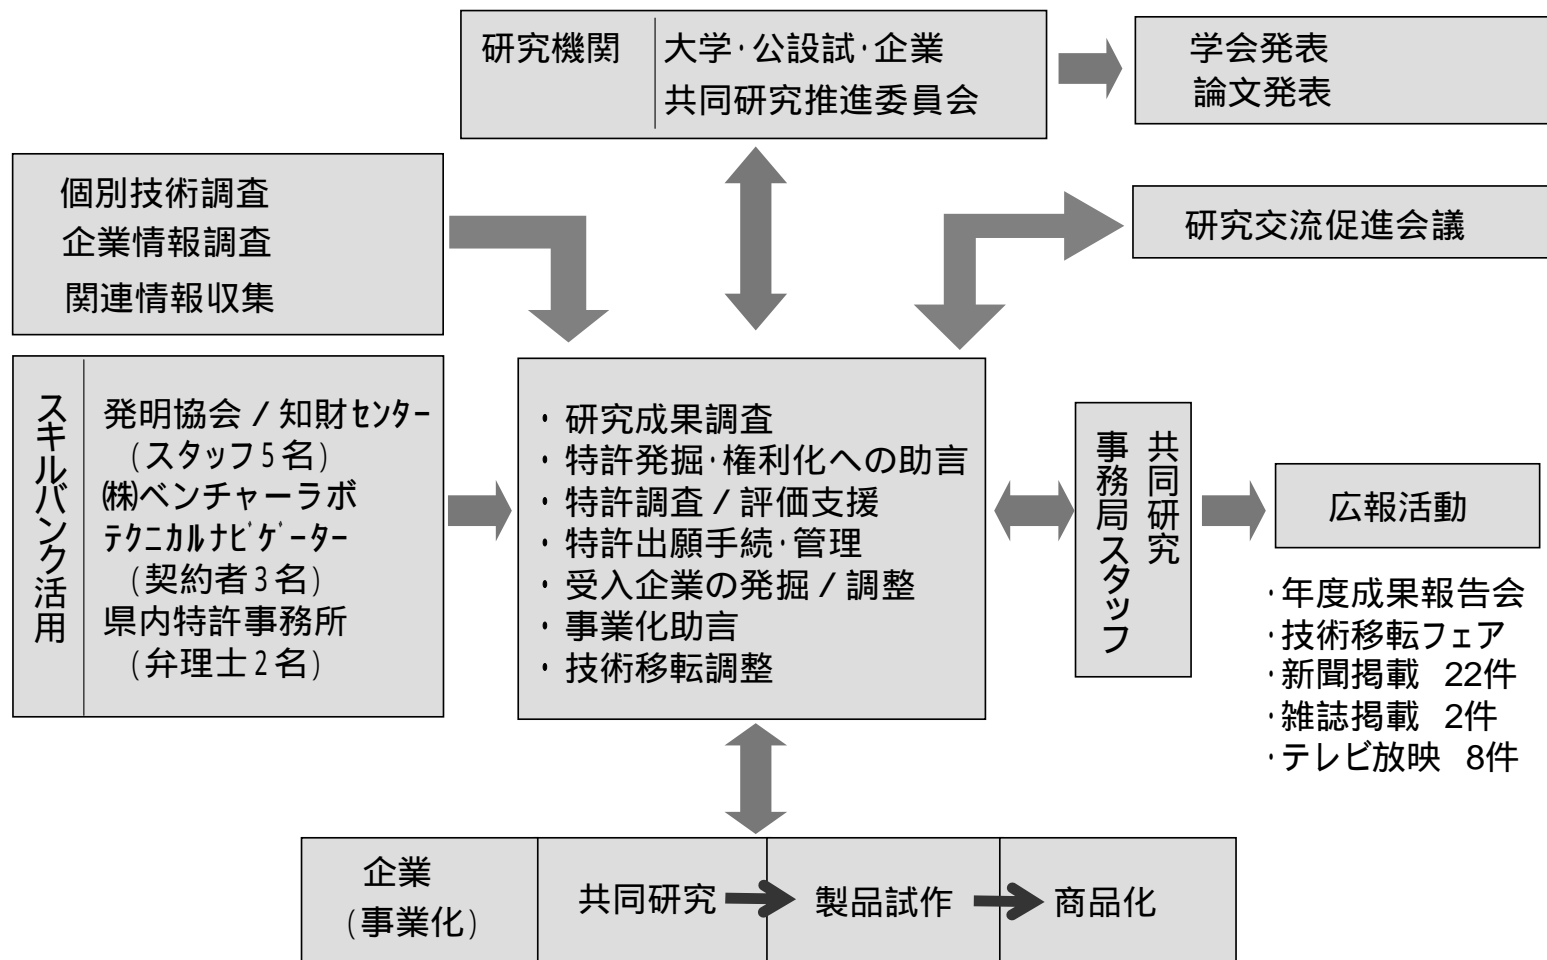 研究機関
大学・公設試・企業
共同研究推進委員会
学会発表
論文発表
個別技術調査
企業情報調査
関連情報収集
研究交流促進会議
スキルバンク活用
発明協会/知財ｾﾝﾀｰ
(スタッフ5名)
㈱ベンチャーラボ
ﾃｸﾆｶﾙﾅﾋﾞｹﾞｰﾀｰ
(契約者3名)
県内特許事務所
(弁理士2名)
・研究成果調査
・特許発掘・権利化への助言
・特許調査/評価支援
・特許出願手続・管理
・受入企業の発掘/調整
・事業化助言
・技術移転調整
共同研究
事務局スタッフ
広報活動
・年度成果報告会
・技術移転フェア
・新聞掲載 22件
・雑誌掲載 2件
・テレビ放映 8件
企業
(事業化)
共同研究
製品試作
商品化